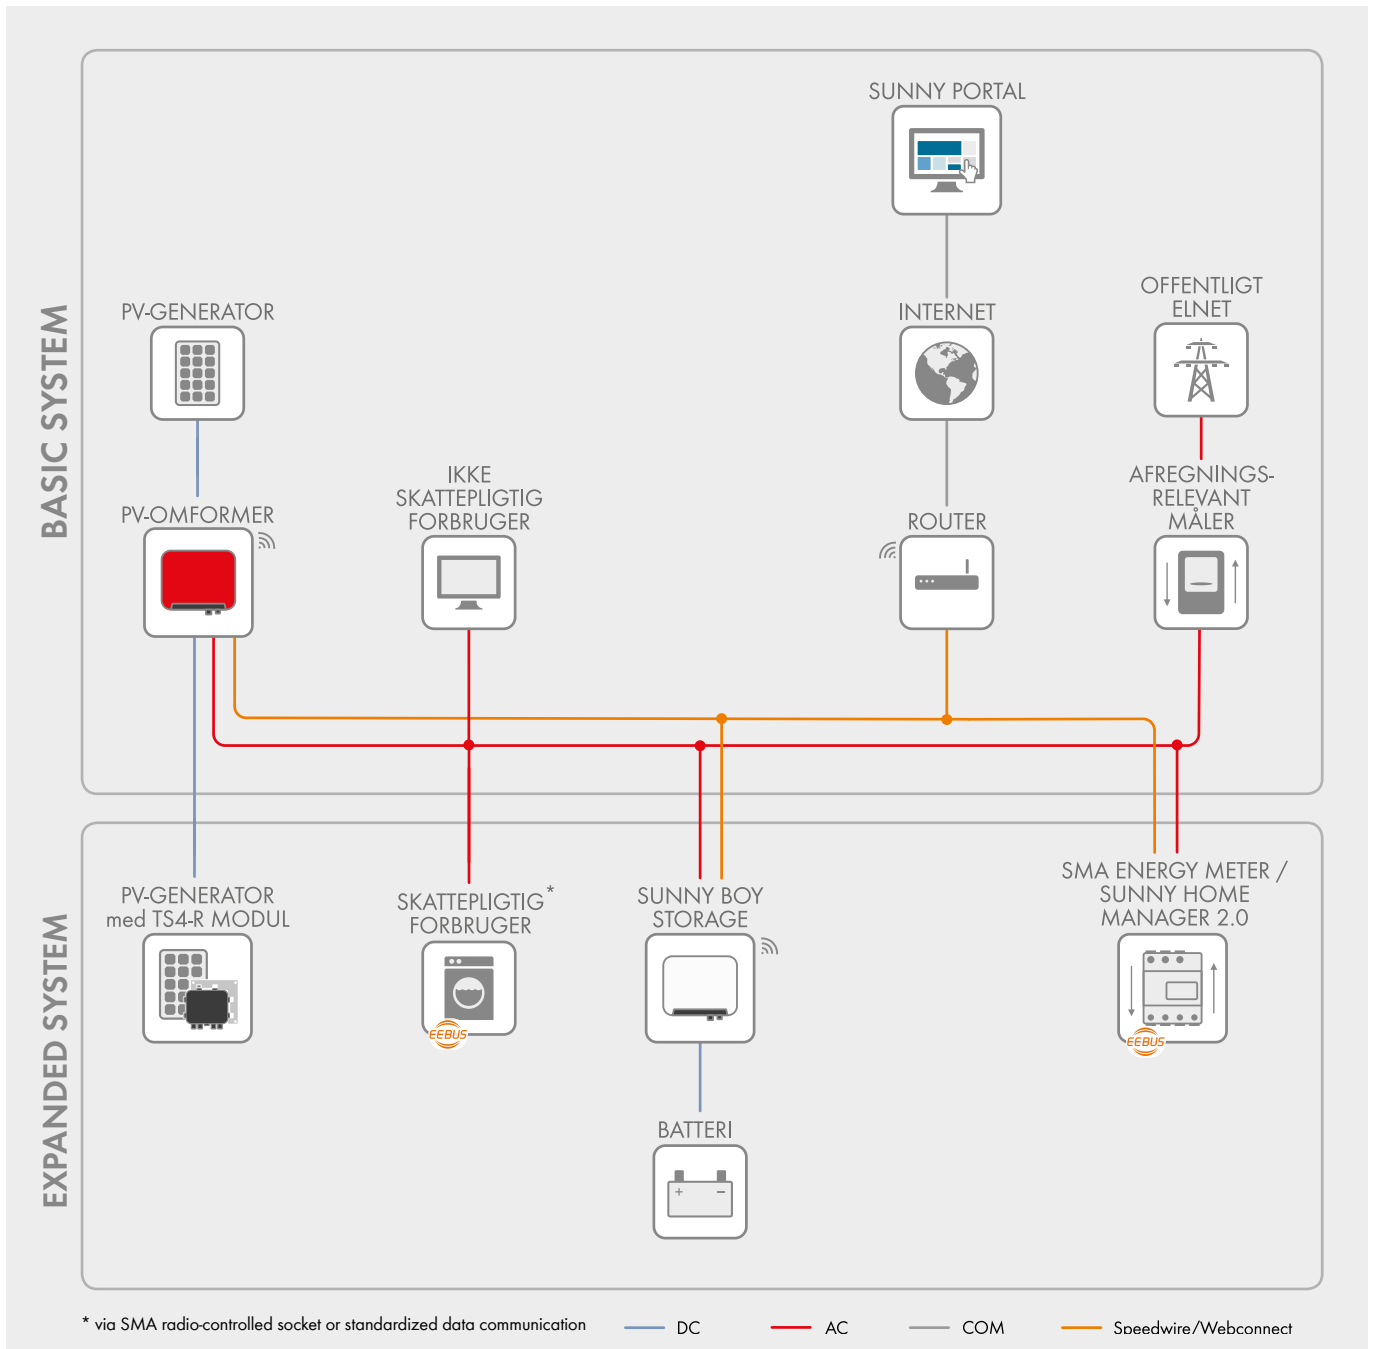 BASIC SYSTEM
SUNNY PORTAL
PV-GENERATOR
INTERNET
OFFENTLIGT
ELNET
PV-OMFORMER
IKKE
SKATTEPLIGTIG
FORBRUGER
ROUTER
AFREGNINGS-
RELEVANT
MÅLER
EXPANDED SYSTEM
PV-GENERATOR
med TS4-R MODUL
SKATTEPLIGTIG*
FORBRUGER
EEBUS
SUNNY BOY
STORAGE
SMA ENERGY METER /
SUNNY HOME
MANAGER 2.0
EEBUS
BATTERI
+ −
* via SMA radio-controlled socket or standardized data communication
DC
AC
COM
Speedwire/Webconnect